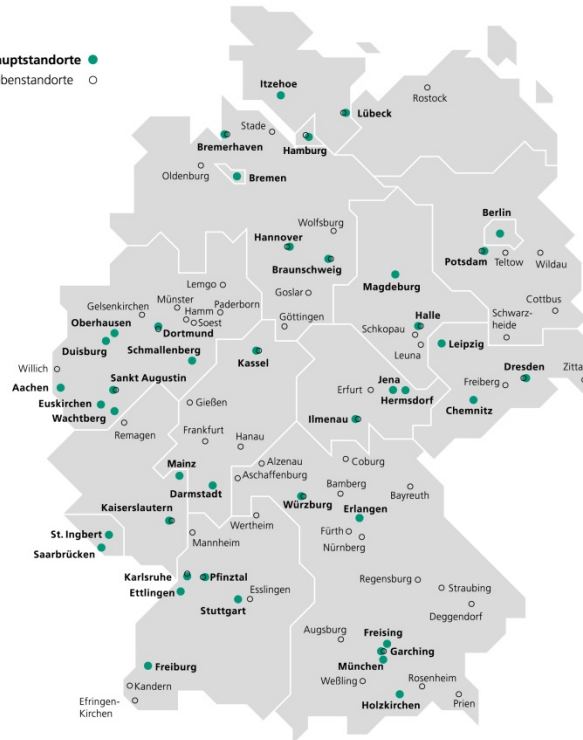 auptstandorte
ebenstandorte
Itzehoe
Rostock
Lübeck
Stade
Bremerhaven
Hamburg
Oldenburg
Bremen
Berlin
Wolfsburg
Hannover
Potsdam
Teltow
Wildau
Braunschweig
Magdeburg
Lemgo
Goslar
Cottbus
Münster
Paderborn
Gelsenkirchen
Hamm
Göttingen
Halle
Schwarz-
heide
Oberhausen
Soest
Schkopau
Dortmund
Leipzig
Duisburg
Schmallenberg
Kassel
Leuna
Willich
Sankt Augustin
Jena
Dresden
Zitta
Aachen
Erfurt
Freiberg
Hermsdorf
Euskirchen
Gießen
Chemnitz
Wachtberg
Ilmenau
Remagen
Frankfurt
Hanau
Mainz
Alzenau
Coburg
Aschaffenburg
Bamberg
Darmstadt
Bayreuth
Würzburg
Kaiserslautern
Erlangen
Wertheim
St. Ingbert
Fürth
Mannheim
Nürnberg
Saarbrücken
Karlsruhe
Pfinztal
Regensburg
Straubing
Ettlingen
Esslingen
Stuttgart
Deggendorf
Augsburg
Freising
Garching
Freiburg
München
Weßling
Rosenheim
Kandern
Efringen-
Kirchen
Holzkirchen
Prien